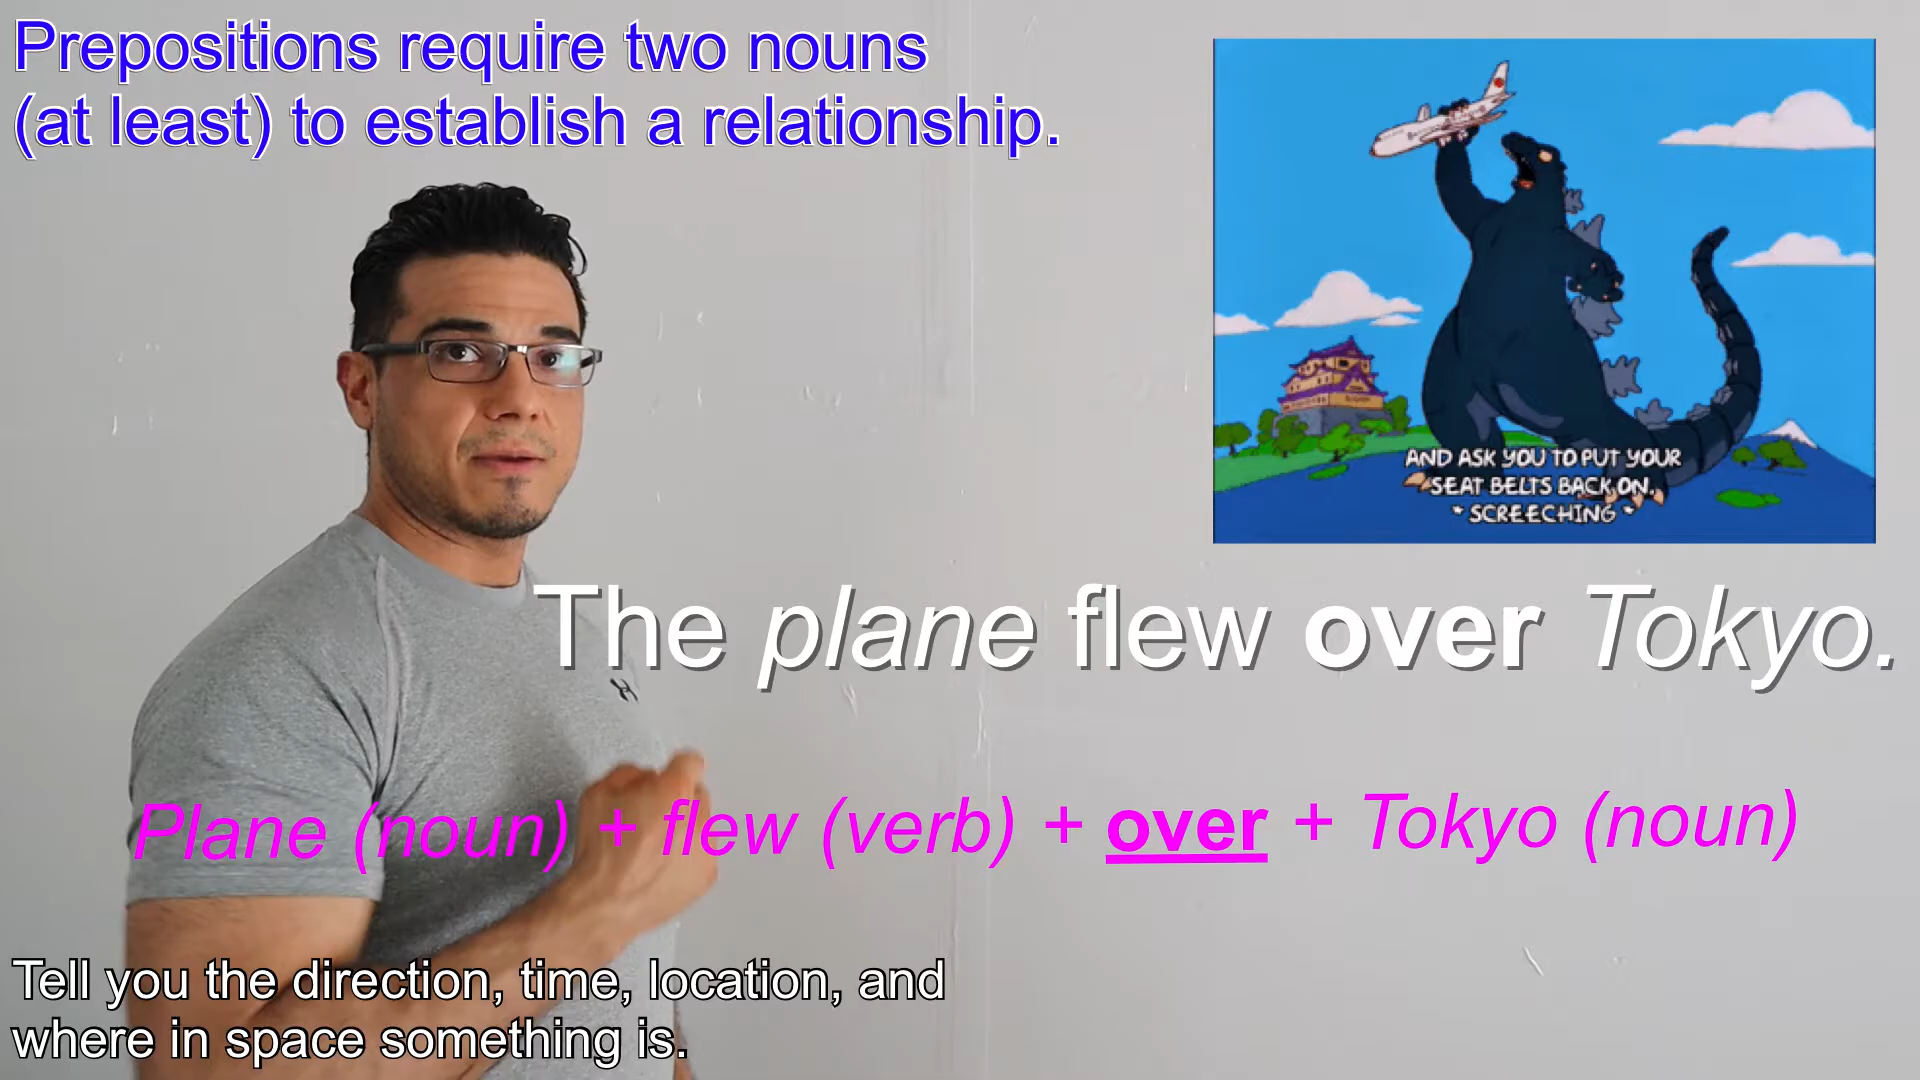 Prepositions require two nouns
(at least) to establish a relationship.
AND ASK YOU TO PUT YOUR
SEAT BELTS BACK ON.
* SCREECHING *
The plane flew over Tokyo.
Plane (noun) + flew (verb) + over + Tokyo (noun)
Tell you the direction, time, location, and
where in space something is.